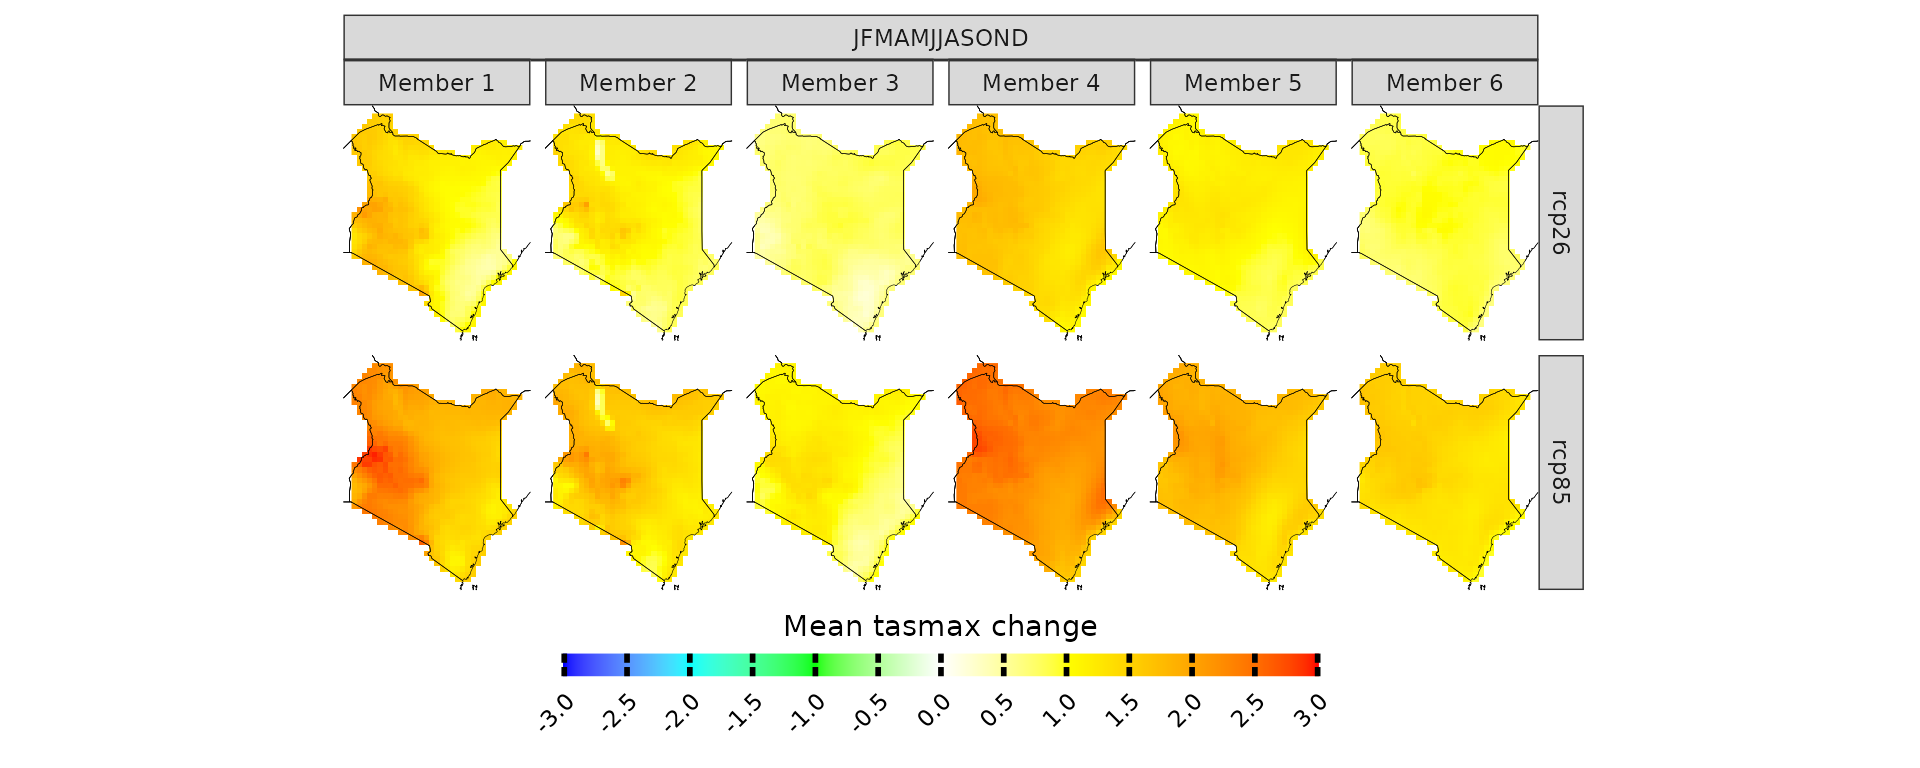 JFMAMJJASOND
Member 1 Member 2 Member 3 Member 4 Member 5 Member 6
rcp26
rcp85
Mean tasmax change
-3.0 -2.5 -2.0 -1.5 -1.0 -0.5 0.0 0.5 1.0 1.5 2.0 2.5 3.0